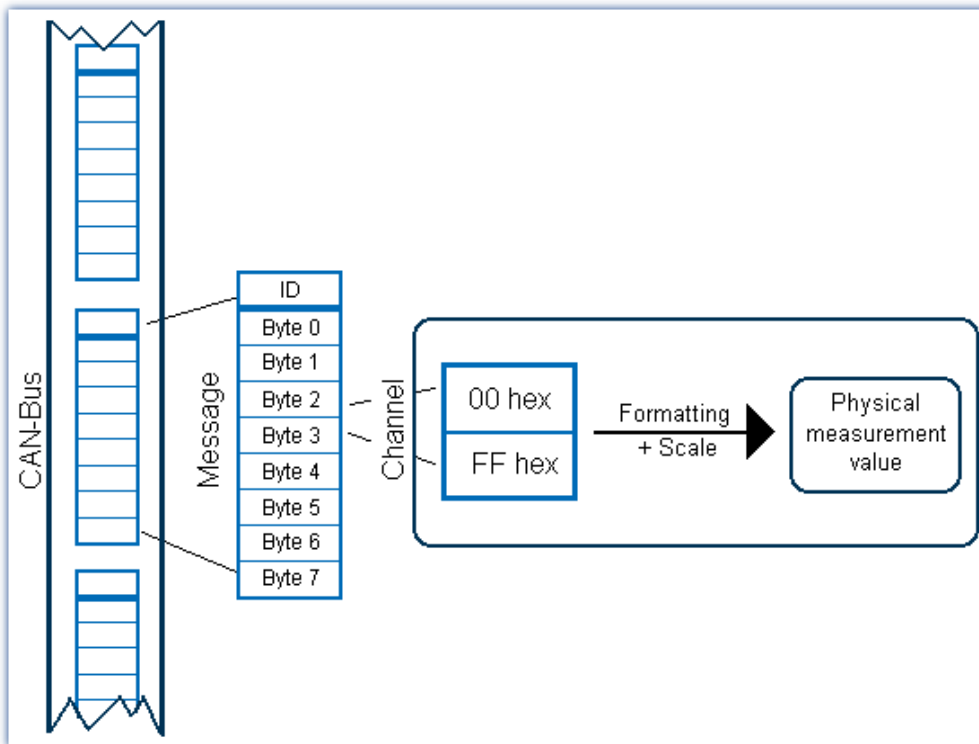 CAN-Bus
Message
ID
Byte 0
Byte 1
Byte 2
Byte 3
Byte 4
Byte 5
Byte 6
Byte 7
Channel
00 hex
FF hex
Formatting
+ Scale
Physical
measurement
value